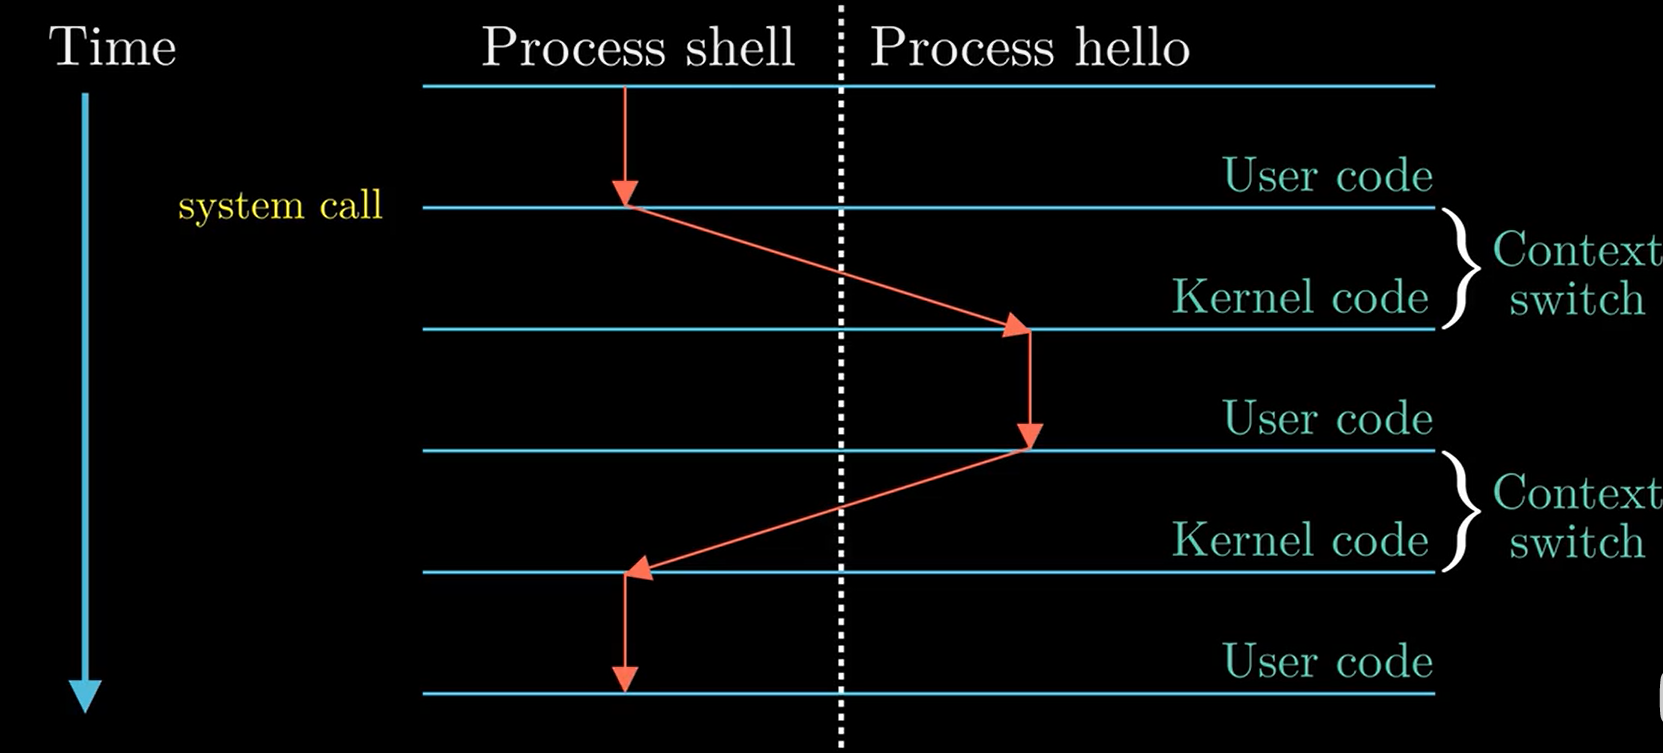 Time
Process shell
Process hello
User code
system call
Context
switch
Kernel code
User code
Context
switch
Kernel code
User code